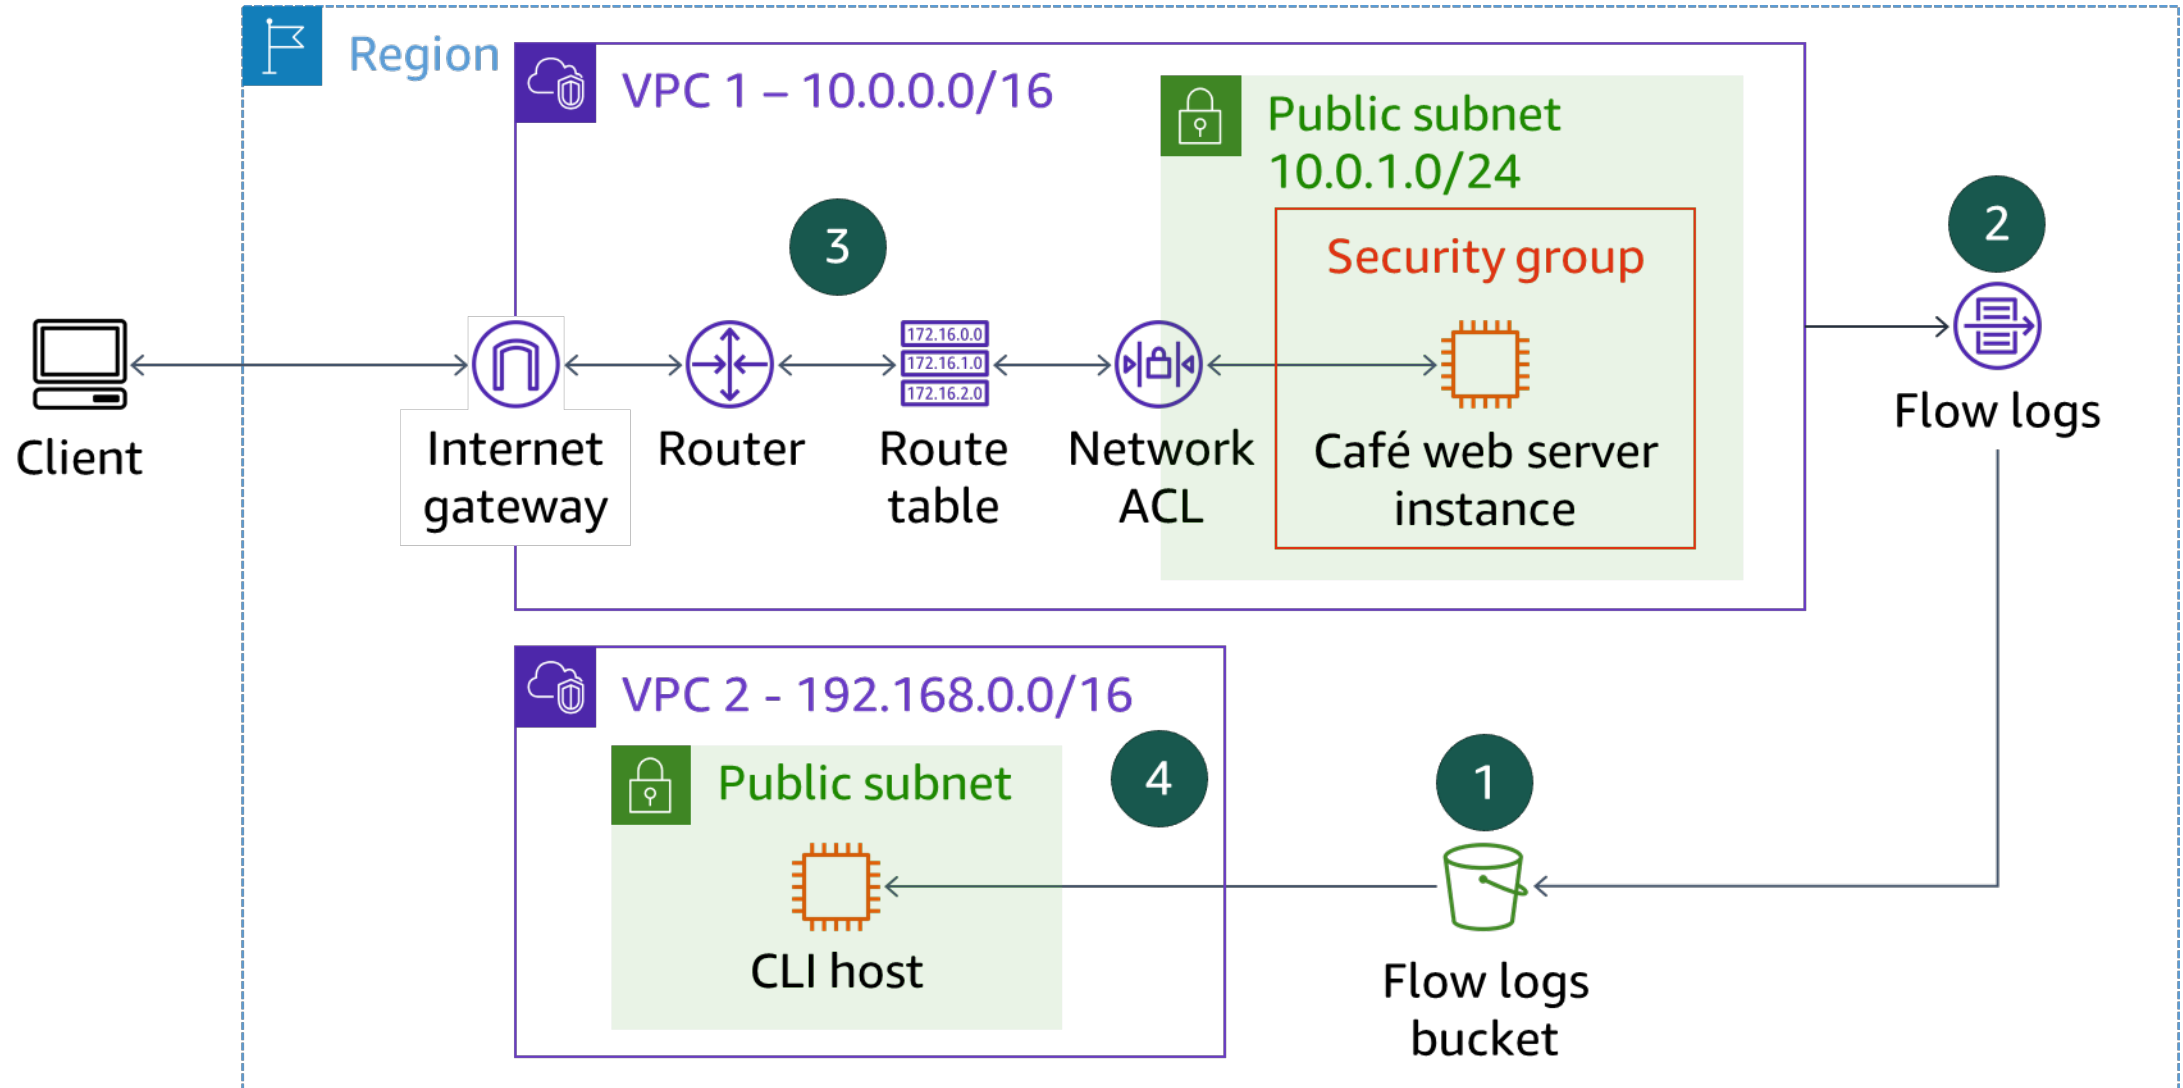 Region
VPC 1 – 10.0.0.0/16
Public subnet
10.0.1.0/24
2
3
Security group
172.16.0.0
172.16.1.0
172.16.2.0
Client
Internet
gateway
Router
Route
table
Network
ACL
Café web server
instance
Flow logs
VPC 2 - 192.168.0.0/16
Public subnet
4
1
CLI host
Flow logs
bucket